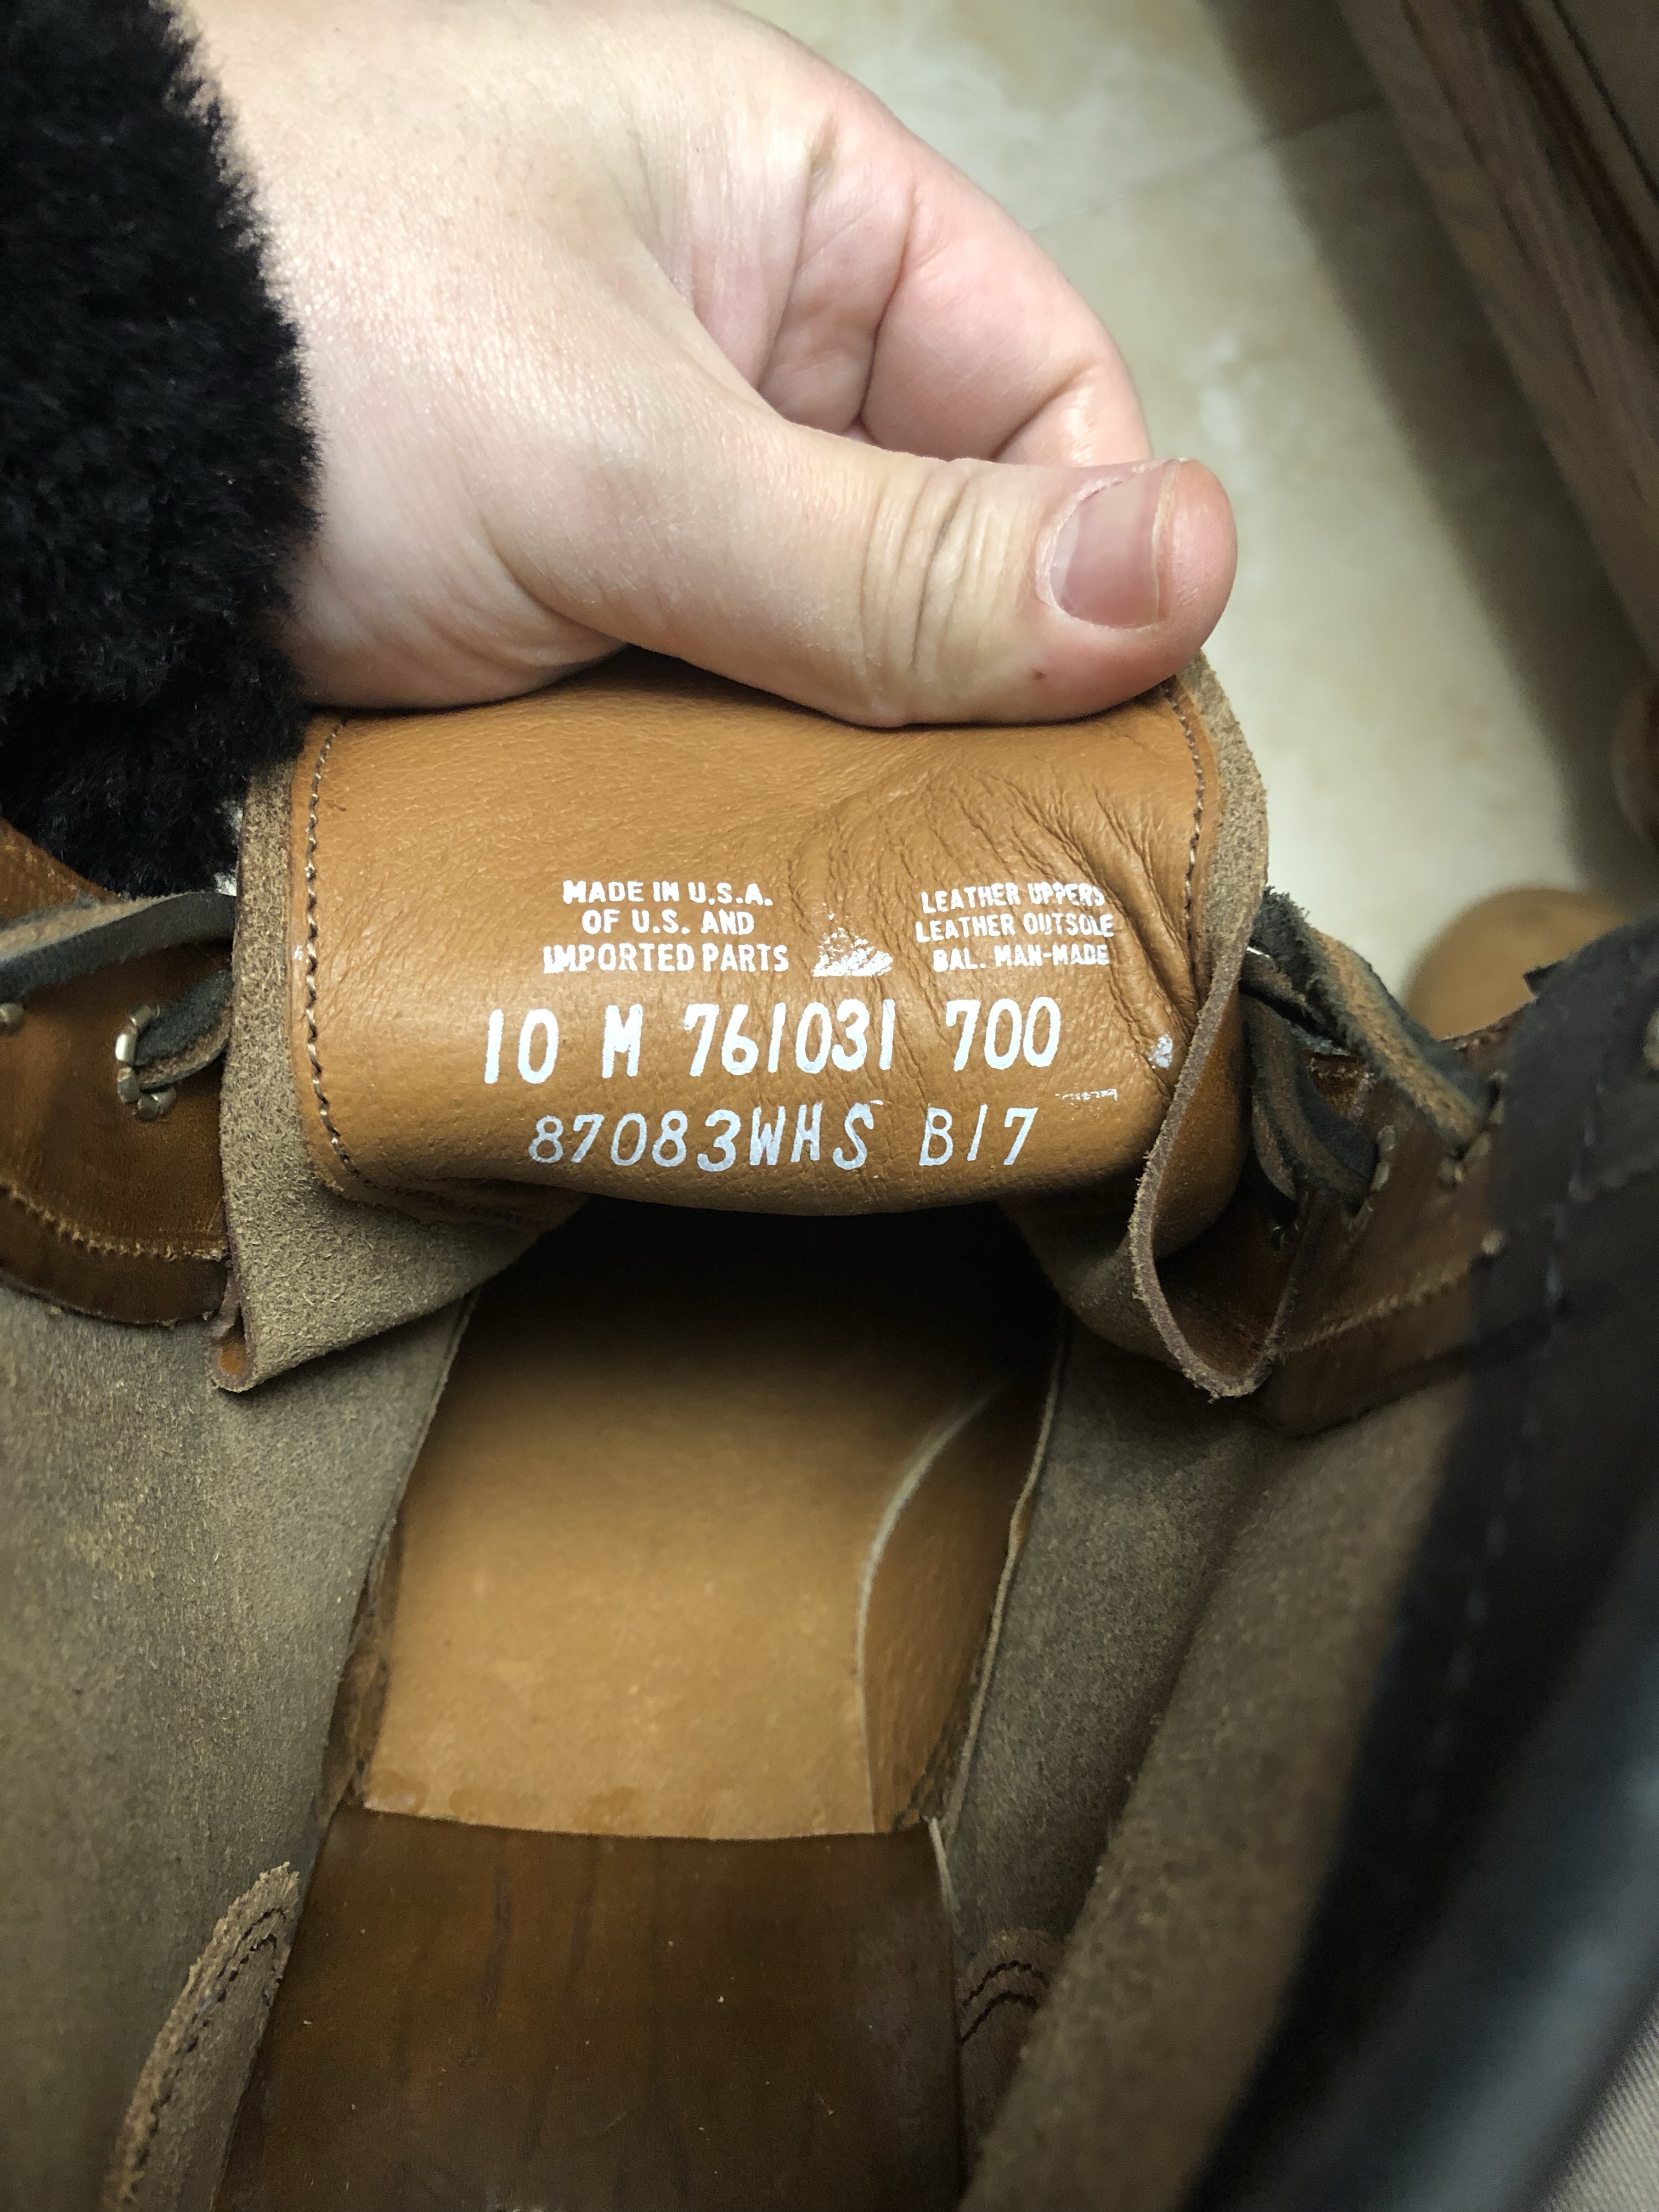 MADE IN U.S.A.
OF U.S. AND
IMPORTED PARTS
LEATHER UPPERS
LEATHER OUTSOLE
BAL. MAN-MADE
10 M 761031 700
87083WHS B17